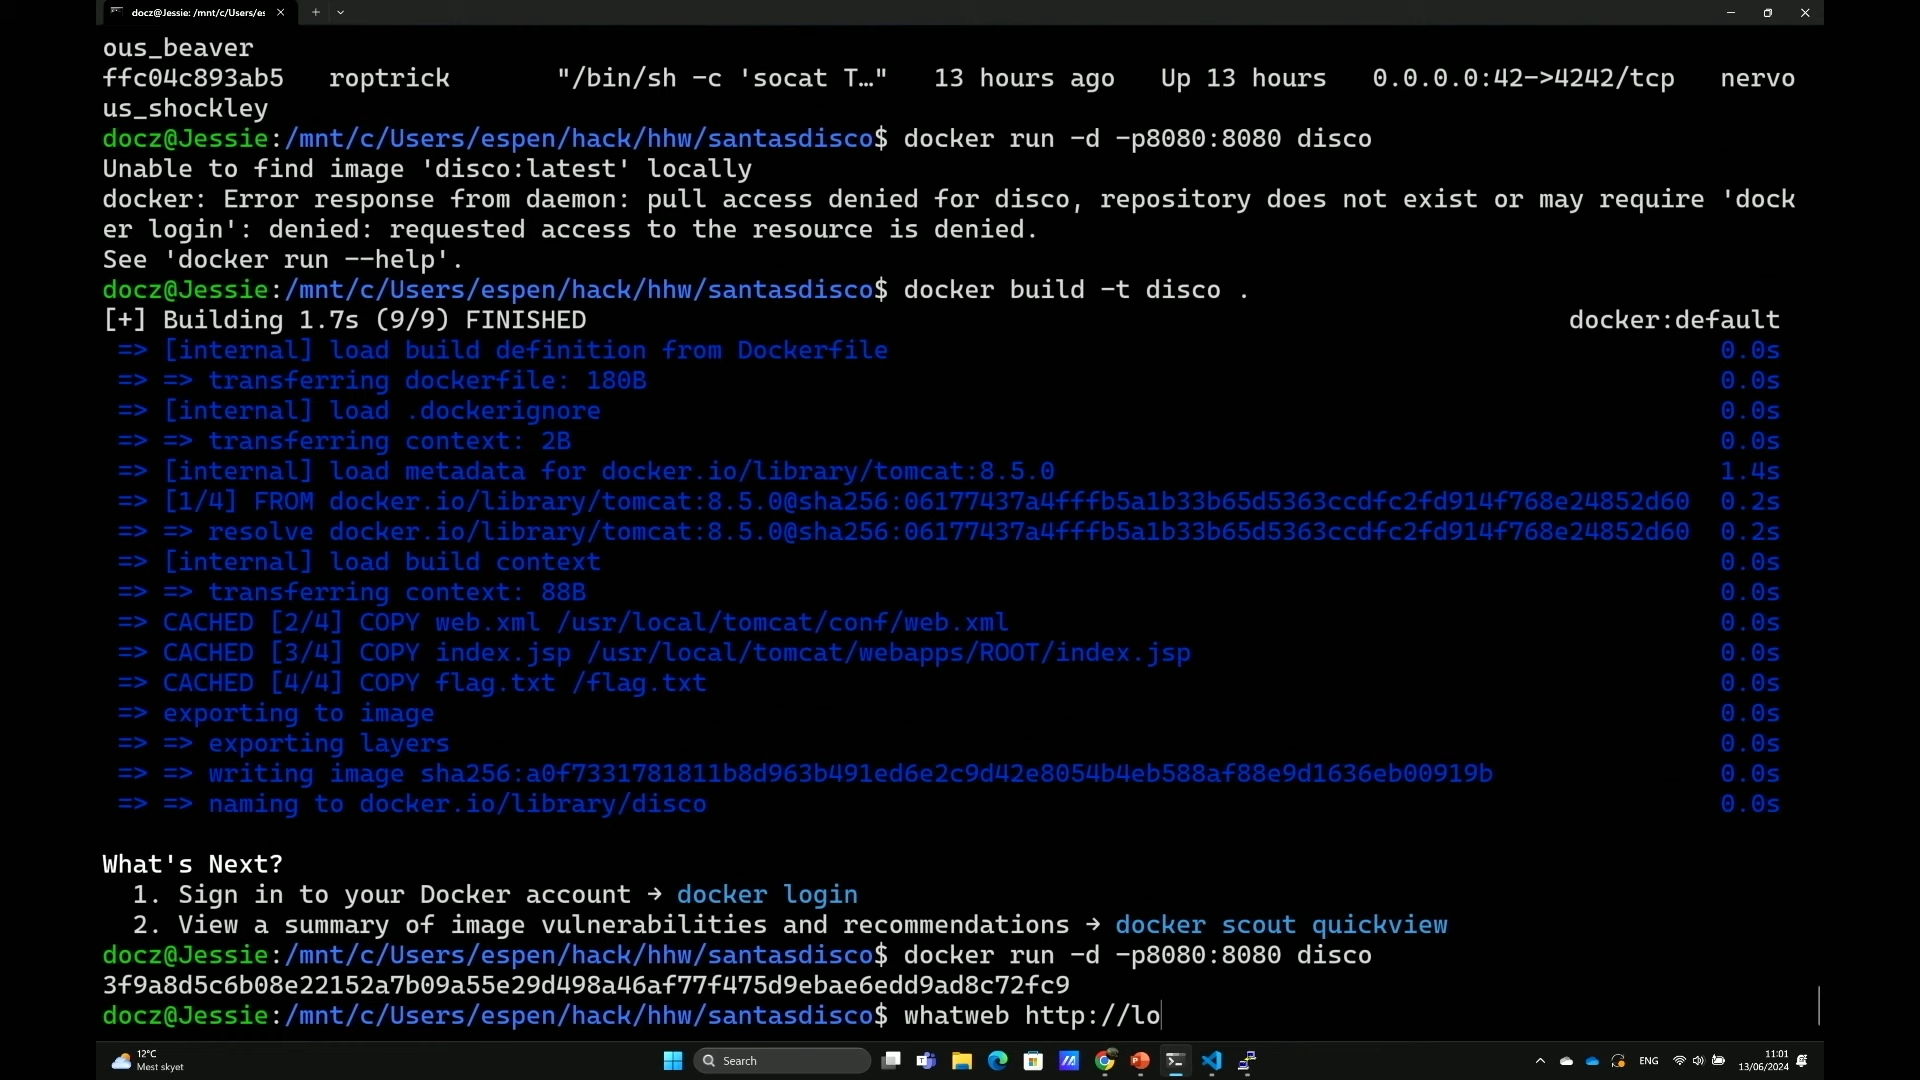 docz@Jessie: /mnt/c/Users/es
ous_beaver
ffc04c893ab5   roptrick       "/bin/sh -c 'socat T…"   13 hours ago   Up 13 hours   0.0.0.0:42->4242/tcp   nervo
us_shockley
docz@Jessie:/mnt/c/Users/espen/hack/hhw/santasdisco$ docker run -d -p8080:8080 disco
Unable to find image 'disco:latest' locally
docker: Error response from daemon: pull access denied for disco, repository does not exist or may require 'dock
er login': denied: requested access to the resource is denied.
See 'docker run --help'.
docz@Jessie:/mnt/c/Users/espen/hack/hhw/santasdisco$ docker build -t disco .
[+] Building 1.7s (9/9) FINISHED docker:default
=> [internal] load build definition from Dockerfile 0.0s
=> => transferring dockerfile: 180B 0.0s
=> [internal] load .dockerignore 0.0s
=> => transferring context: 2B 0.0s
=> [internal] load metadata for docker.io/library/tomcat:8.5.0 1.4s
=> [1/4] FROM docker.io/library/tomcat:8.5.0@sha256:06177437a4fffb5a1b33b65d5363ccdfc2fd914f768e24852d60 0.2s
=> => resolve docker.io/library/tomcat:8.5.0@sha256:06177437a4fffb5a1b33b65d5363ccdfc2fd914f768e24852d60 0.2s
=> [internal] load build context 0.0s
=> => transferring context: 88B 0.0s
=> CACHED [2/4] COPY web.xml /usr/local/tomcat/conf/web.xml 0.0s
=> CACHED [3/4] COPY index.jsp /usr/local/tomcat/webapps/ROOT/index.jsp 0.0s
=> CACHED [4/4] COPY flag.txt /flag.txt 0.0s
=> exporting to image 0.0s
=> => exporting layers 0.0s
=> => writing image sha256:a0f7331781811b8d963b491ed6e2c9d42e8054b4eb588af88e9d1636eb00919b 0.0s
=> => naming to docker.io/library/disco 0.0s
What's Next?
1. Sign in to your Docker account → docker login
2. View a summary of image vulnerabilities and recommendations → docker scout quickview
docz@Jessie:/mnt/c/Users/espen/hack/hhw/santasdisco$ docker run -d -p8080:8080 disco
3f9a8d5c6b08e22152a7b09a55e29d498a46af77f475d9ebae6edd9ad8c72fc9
docz@Jessie:/mnt/c/Users/espen/hack/hhw/santasdisco$ whatweb http://lo
12°C
Mest skyet
Search
ENG
11:01
13/06/2024